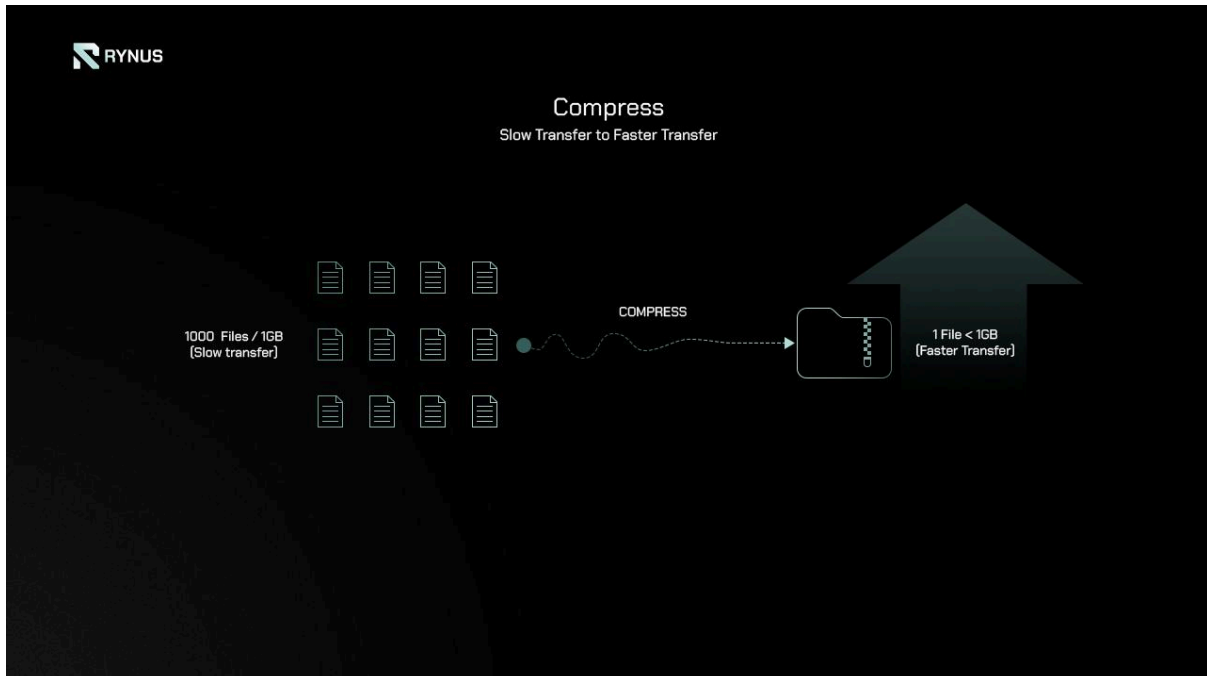 RYNUS
Compress
Slow Transfer to Faster Transfer
1000 Files / 1GB
(Slow transfer)
COMPRESS
1 File < 1GB
(Faster Transfer)